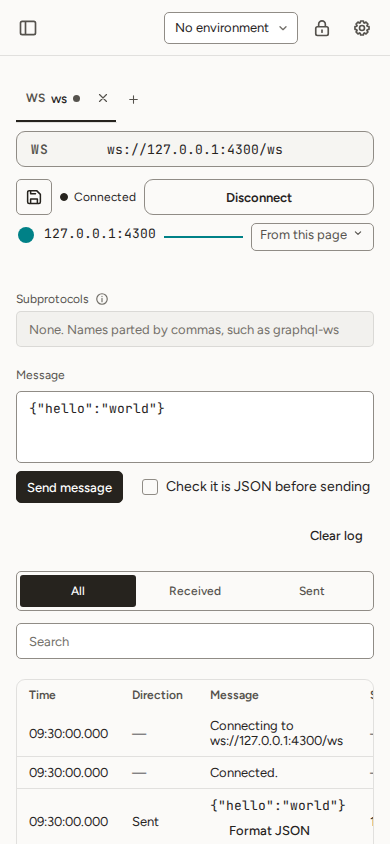 No environment
WS ws
WS ws://127.0.0.1:4300/ws
Connected Disconnect
127.0.0.1:4300 From this page
Subprotocols
None. Names parted by commas, such as graphql-ws
Message
{"hello":"world"}
Send message Check it is JSON before sending
Clear log
All Received Sent
Search
Time Direction Message
09:30:00.000 — Connecting to
ws://127.0.0.1:4300/ws
09:30:00.000 — Connected.
{"hello":"world"}
09:30:00.000 Sent
Format JSON